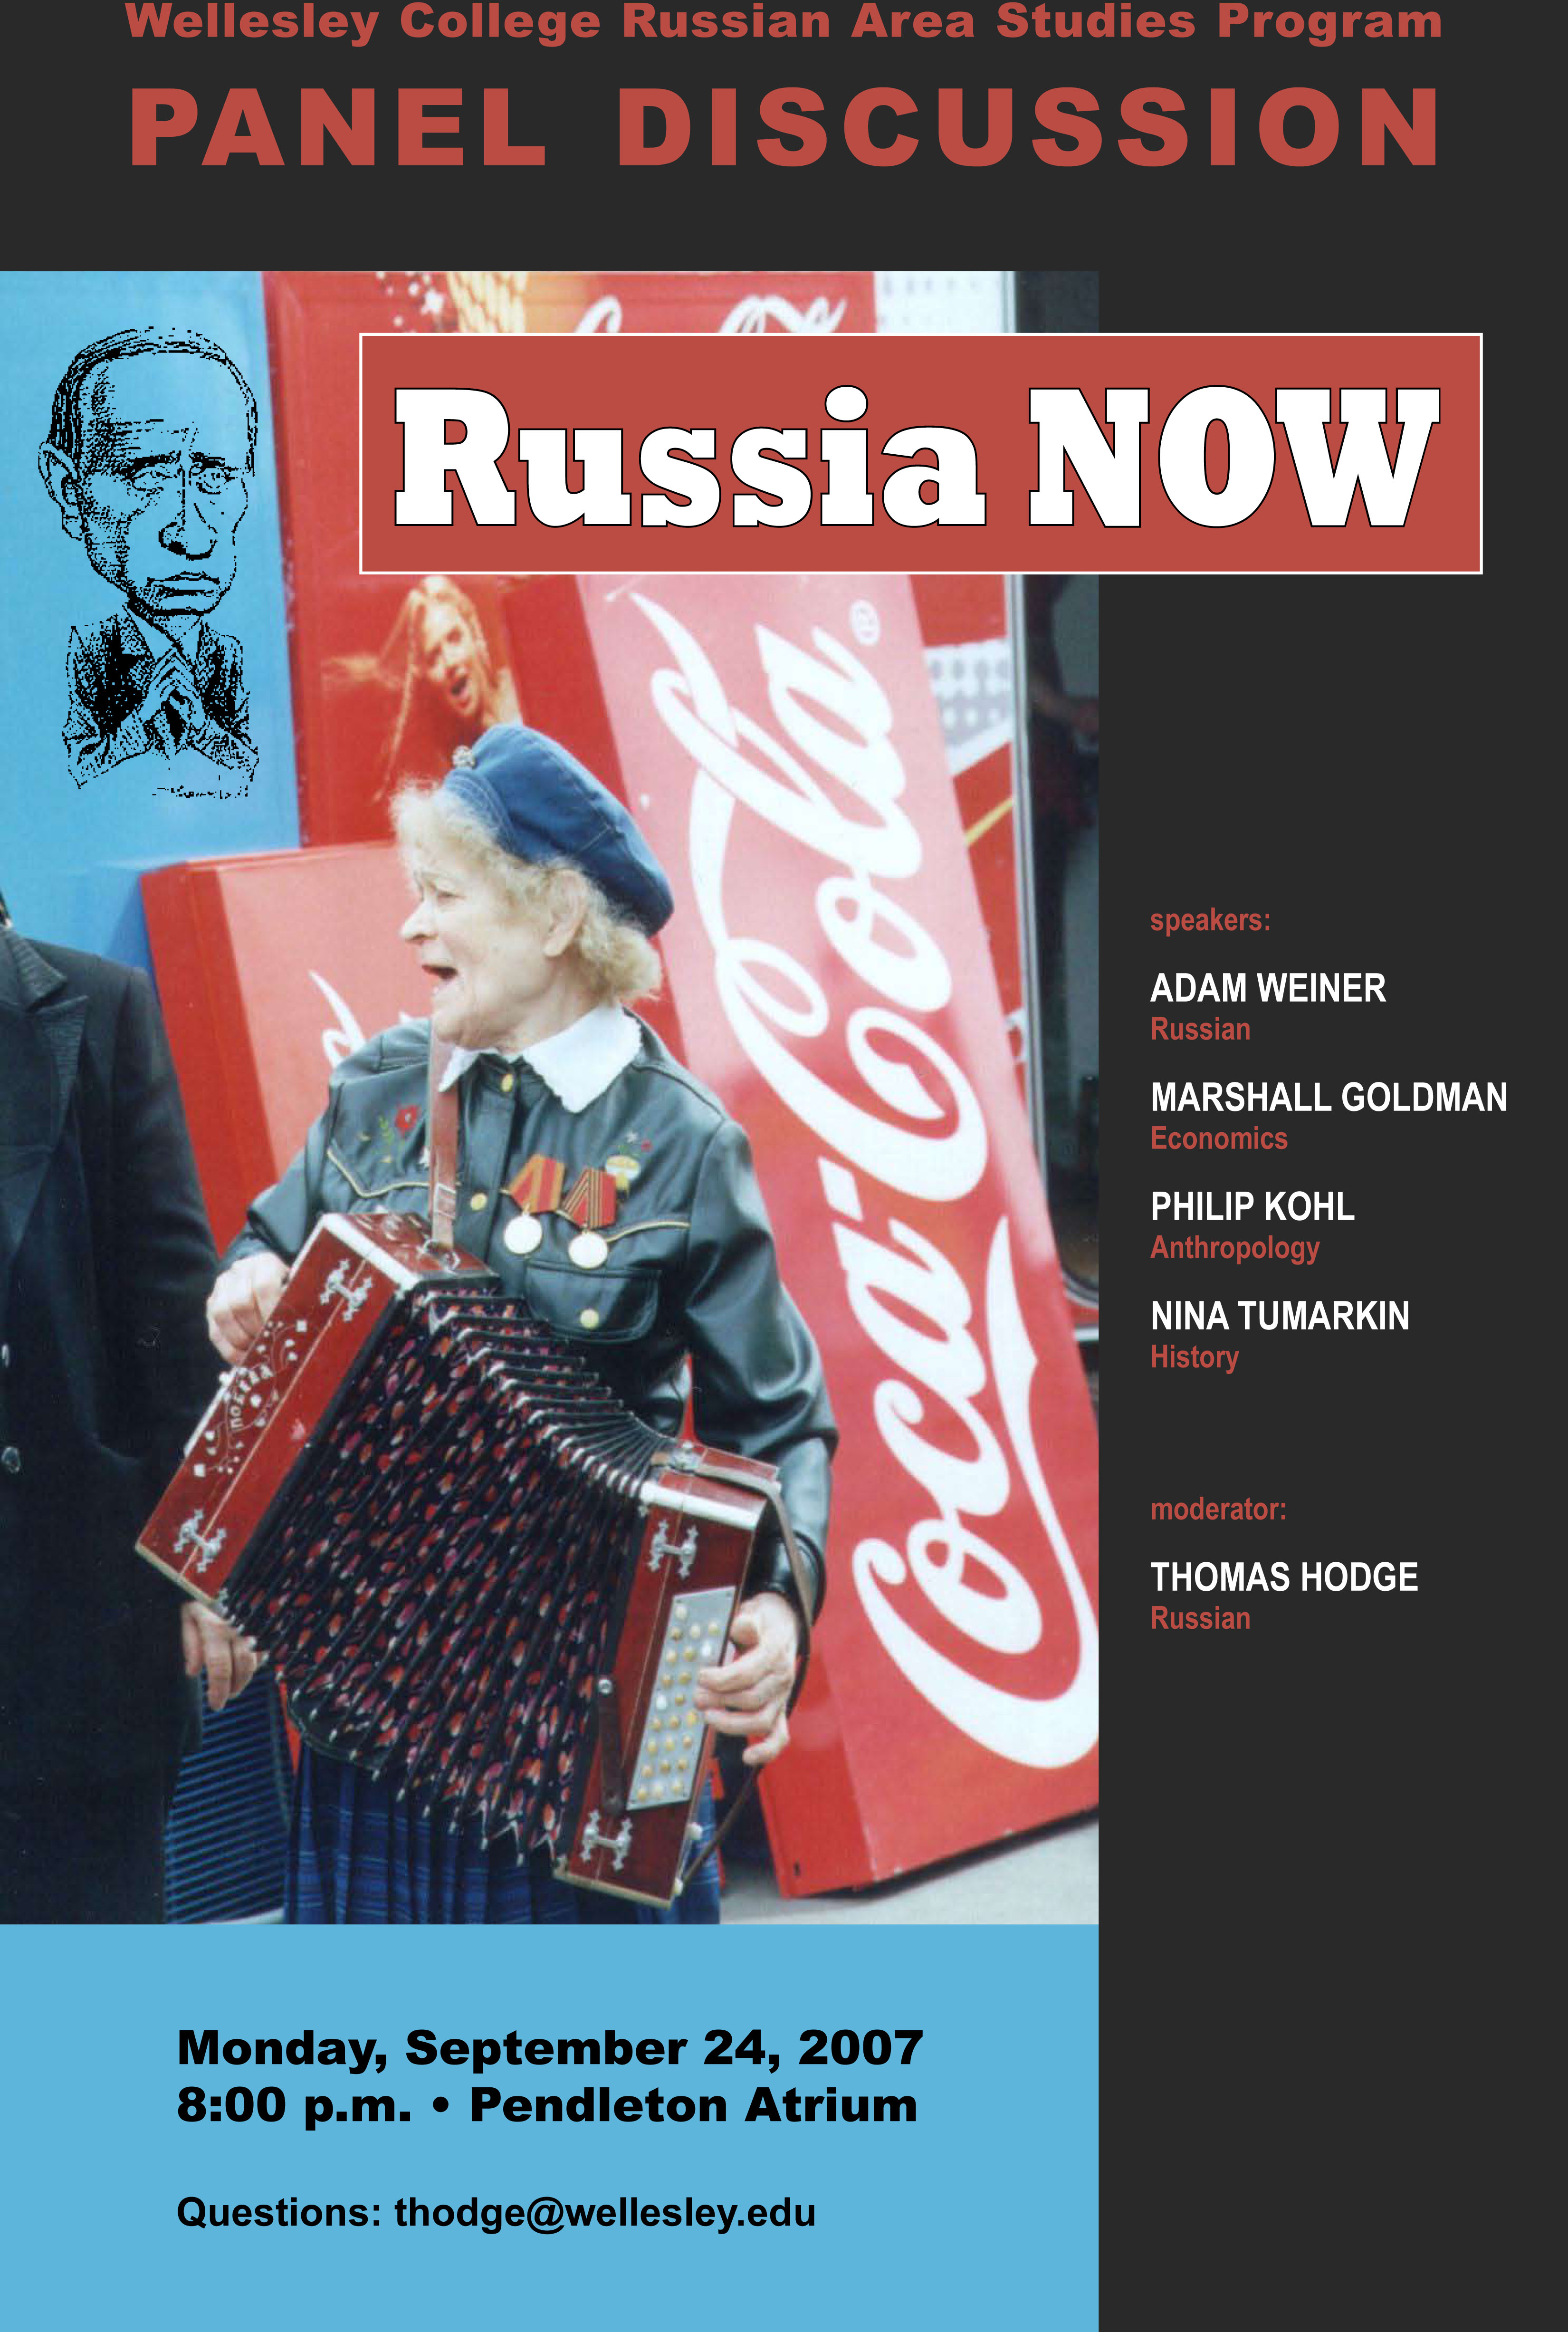 Wellesley College Russian Area Studies Program
PANEL DISCUSSION
Russia NOW
Coca-Cola
®
speakers:
ADAM WEINER
Russian
MARSHALL GOLDMAN
Economics
PHILIP KOHL
Anthropology
NINA TUMARKIN
History
moderator:
THOMAS HODGE
Russian
Monday, September 24, 2007
8:00 p.m. • Pendleton Atrium
Questions: thodge@wellesley.edu